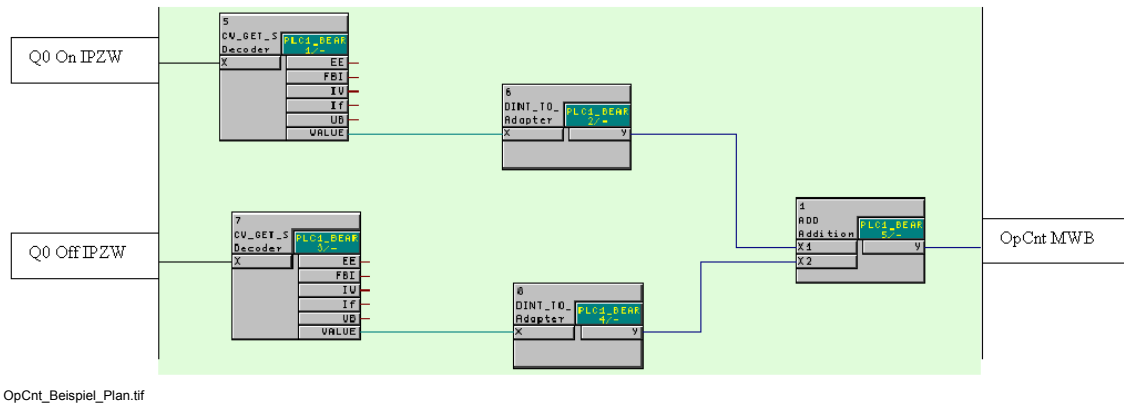 Q0 On IPZW
5
CV_GET_S
Decoder
PLC1_BEAR
1/-
X
EE
FBI
IV
If
UB
VALUE
6
DINT_TO_
Adapter
PLC1_BEAR
2/-
X
Y
Q0 Off IPZW
7
CV_GET_S
Decoder
PLC1_BEAR
3/-
X
EE
FBI
IV
If
UB
VALUE
8
DINT_TO_
Adapter
PLC1_BEAR
4/-
X
Y
1
ADD
Addition
PLC1_BEAR
5/-
X1
Y
X2
OpCnt MWB
OpCnt_Beispiel_Plan.tif